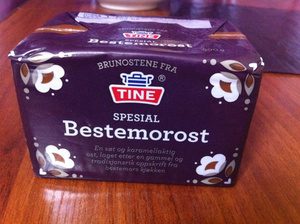 BRUNOSTENE FRA
TINE®
SPESIAL
Bestemorost
En søt og karamellaktig
ost, laget etter en gammel og
tradisjonsrik oppskrift fra
bestemors kjøkken